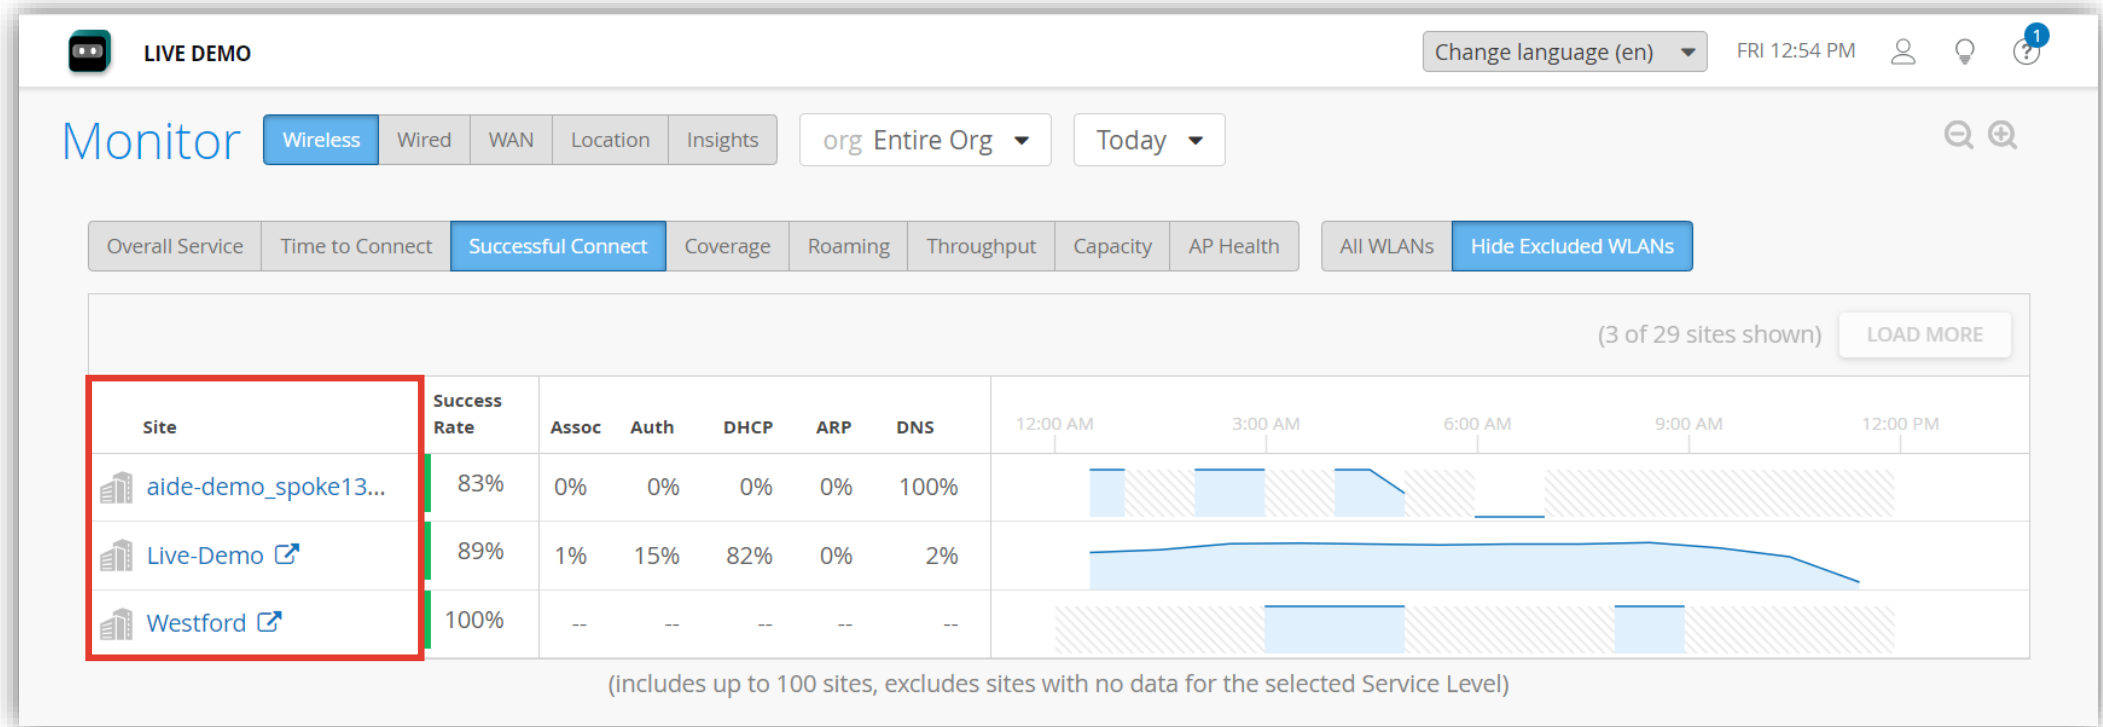 LIVE DEMO
Change language (en)
FRI 12:54 PM
1
?
Monitor
Wireless
Wired
WAN
Location
Insights
org Entire Org
Today
Overall Service
Time to Connect
Successful Connect
Coverage
Roaming
Throughput
Capacity
AP Health
All WLANs
Hide Excluded WLANs
(3 of 29 sites shown)
LOAD MORE
Site
Success Rate
Assoc
Auth
DHCP
ARP
DNS
12:00 AM
3:00 AM
6:00 AM
9:00 AM
12:00 PM
aide-demo_spoke13... 83% 0% 0% 0% 0% 100%
Live-Demo 89% 1% 15% 82% 0% 2%
Westford 100% -- -- -- -- --
(includes up to 100 sites, excludes sites with no data for the selected Service Level)